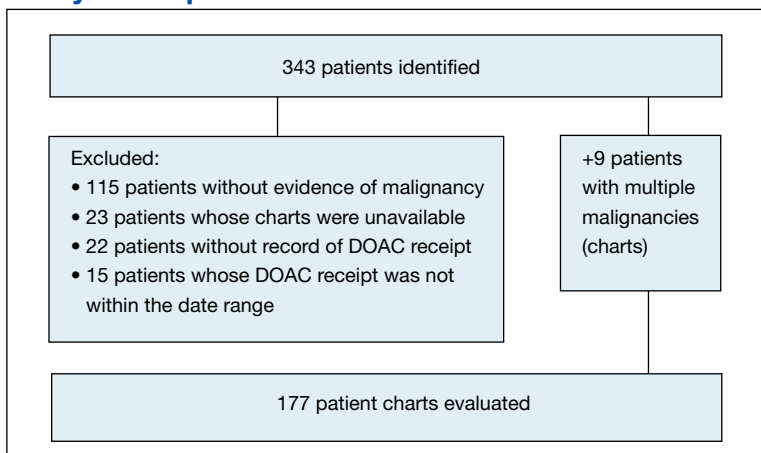 343 patients identified
Excluded:
• 115 patients without evidence of malignancy
• 23 patients whose charts were unavailable
• 22 patients without record of DOAC receipt
• 15 patients whose DOAC receipt was not
within the date range
+9 patients
with multiple
malignancies
(charts)
177 patient charts evaluated